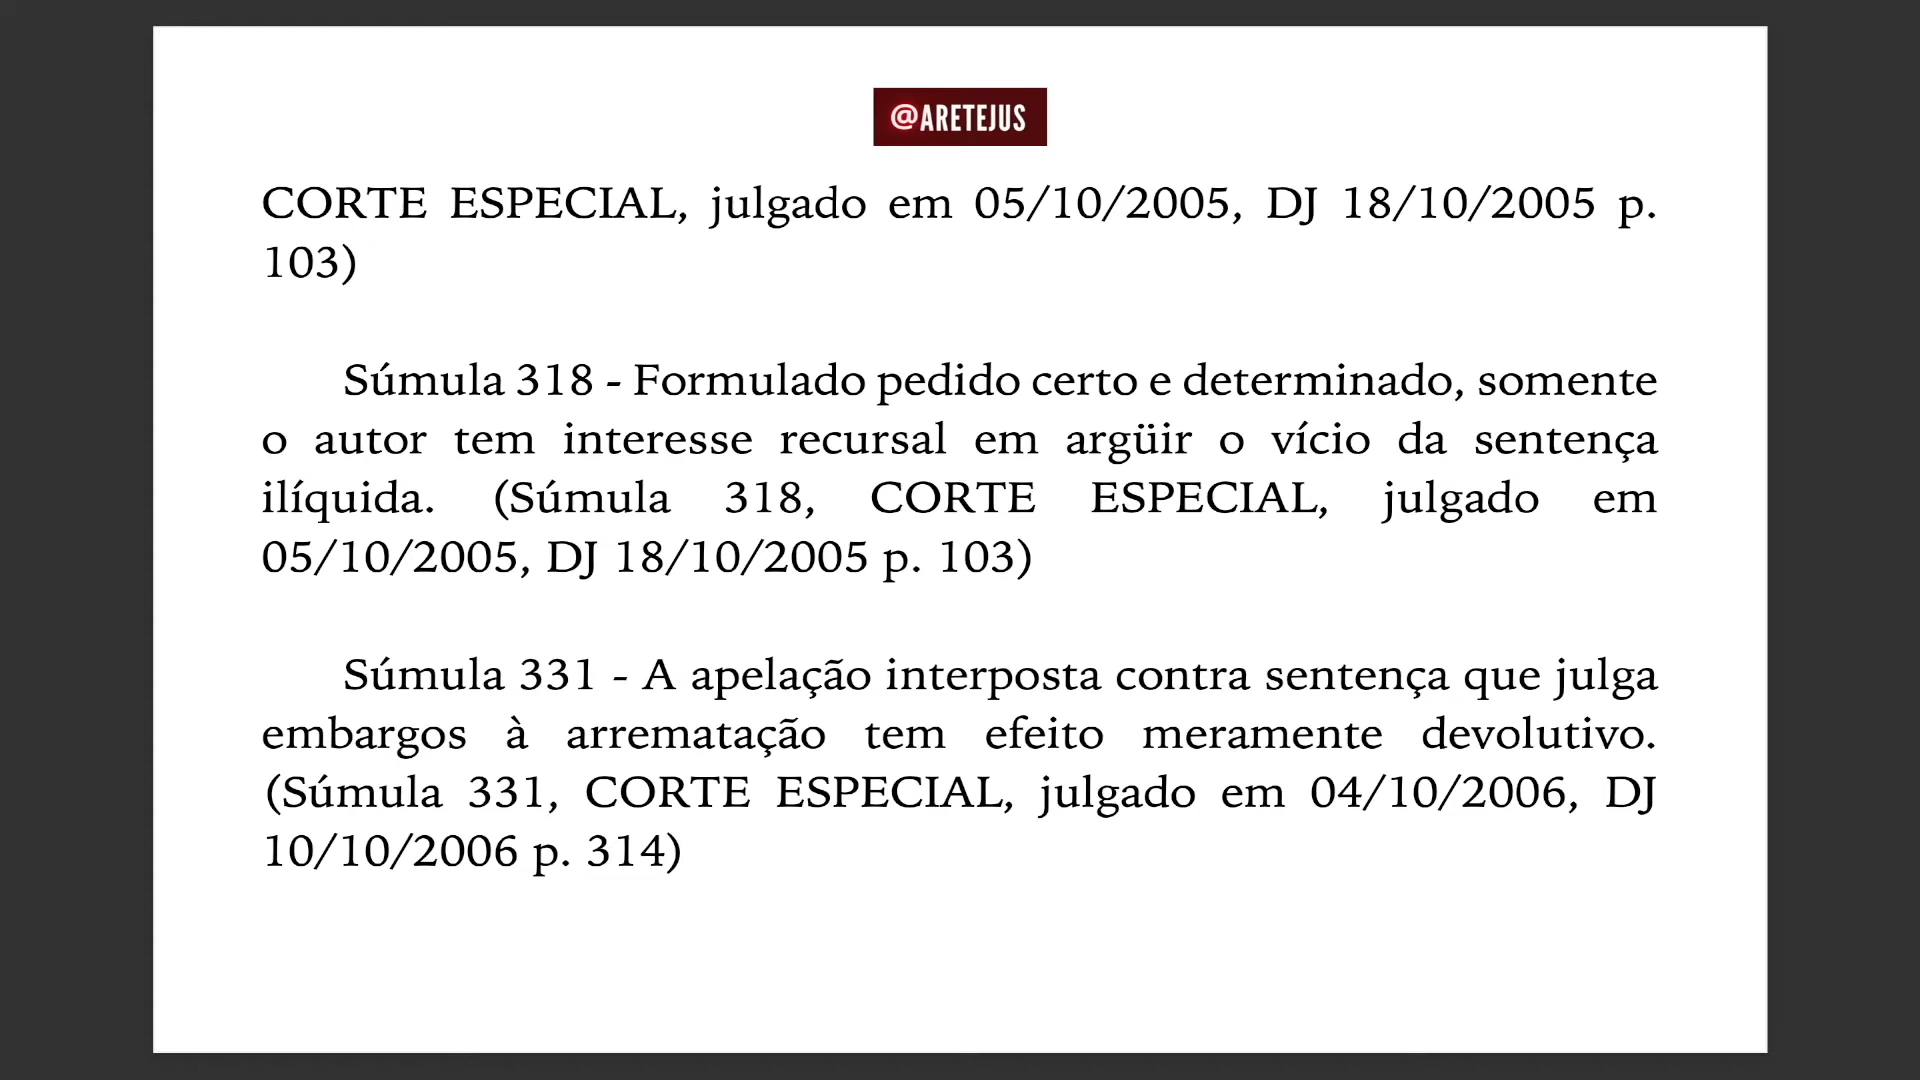 @ARETEJUS
CORTE ESPECIAL, julgado em 05/10/2005, DJ 18/10/2005 p.
103)
Súmula 318 - Formulado pedido certo e determinado, somente
o autor tem interesse recursal em argüir o vício da sentença
ilíquida. (Súmula 318, CORTE ESPECIAL, julgado em
05/10/2005, DJ 18/10/2005 p. 103)
Súmula 331 - A apelação interposta contra sentença que julga
embargos à arrematação tem efeito meramente devolutivo.
(Súmula 331, CORTE ESPECIAL, julgado em 04/10/2006, DJ
10/10/2006 p. 314)